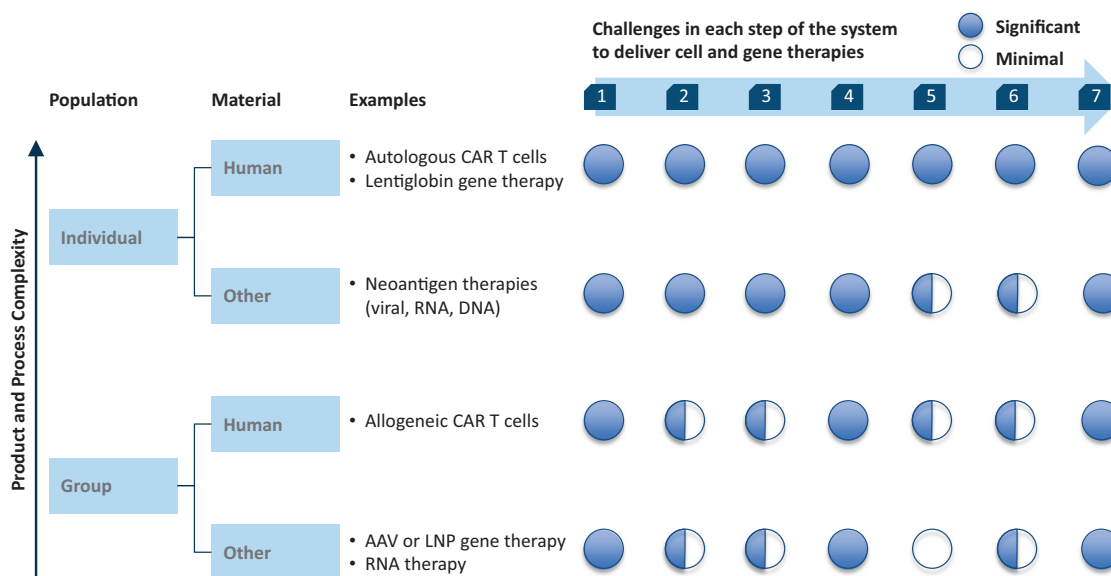 Challenges in each step of the system
to deliver cell and gene therapies
Significant
Minimal
Population
Material
Examples
1
2
3
4
5
6
7
Product and Process Complexity
Individual
Human
• Autologous CAR T cells
• Lentiglobin gene therapy
Other
• Neoantigen therapies
(viral, RNA, DNA)
Group
Human
• Allogeneic CAR T cells
Other
• AAV or LNP gene therapy
• RNA therapy